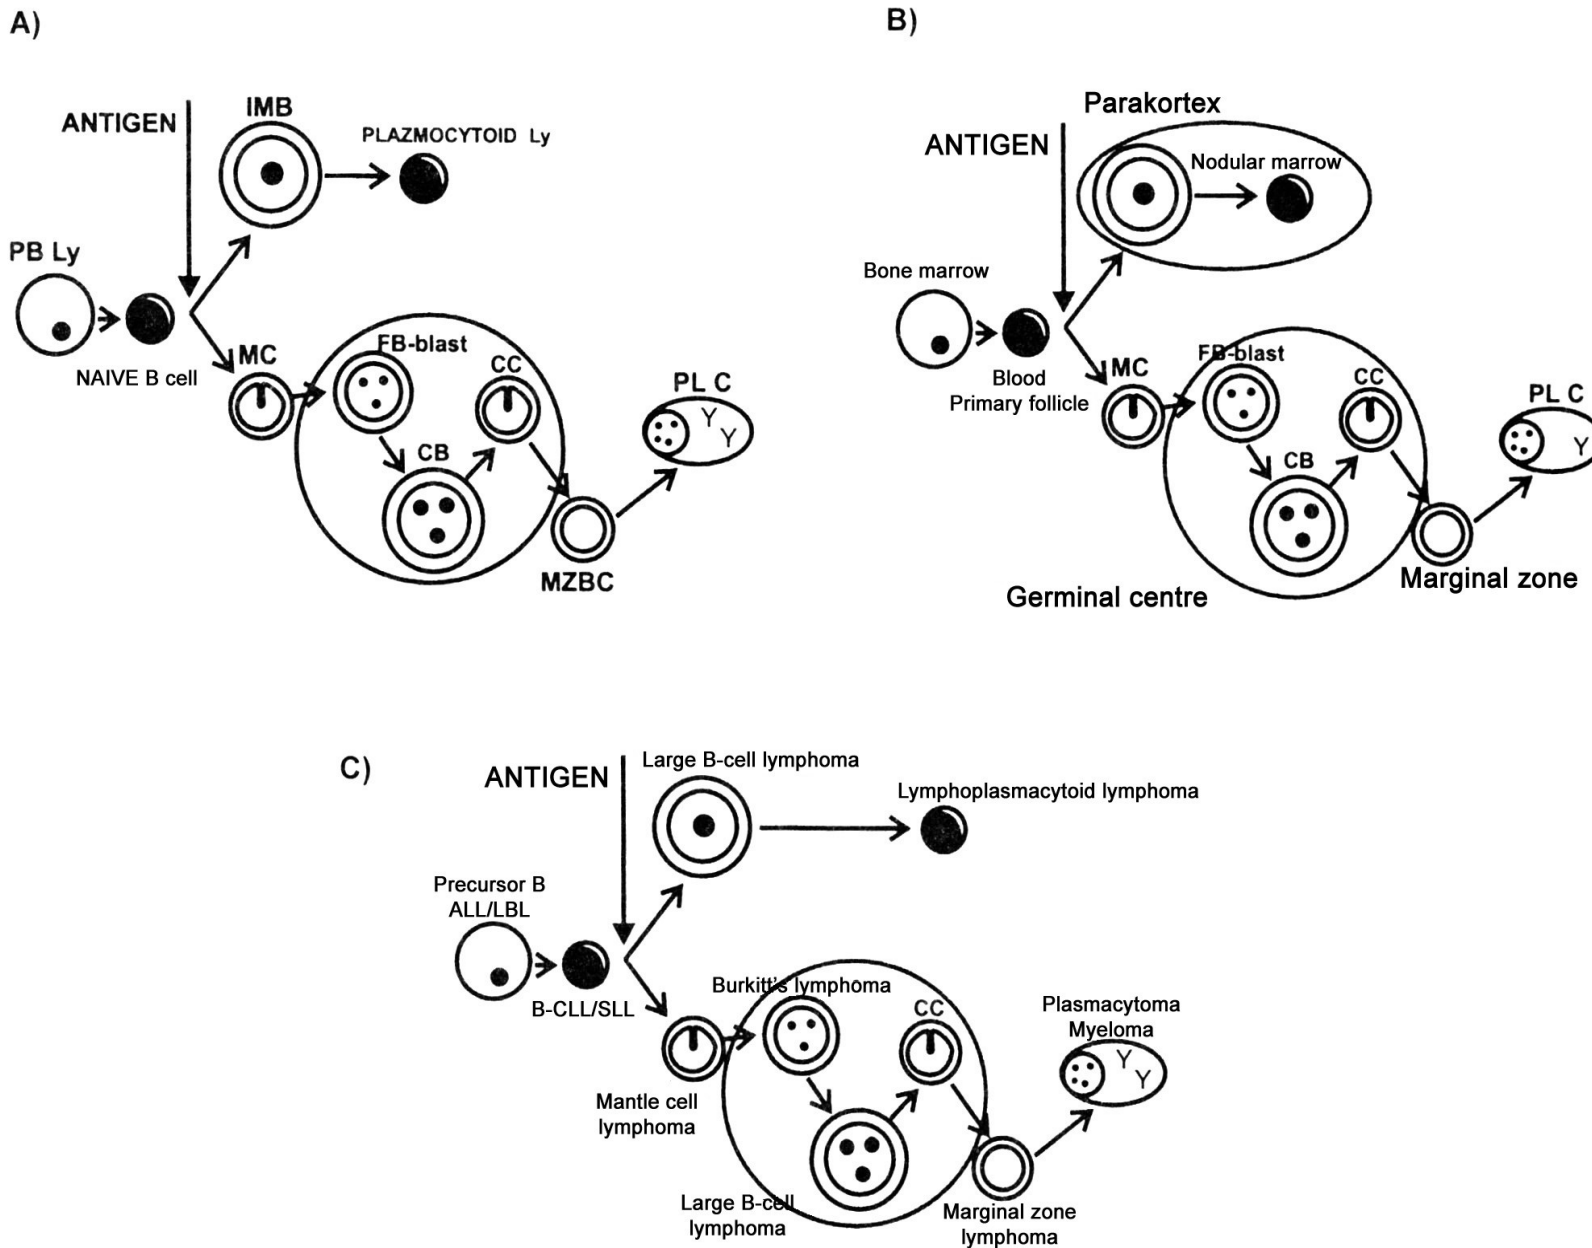 A)
ANTIGEN
IMB
PLAZMOCYTOID Ly
PB Ly
NAIVE B cell
MC
FB-blast
CC
CB
PL C
Y
Y
MZBC
B)
Parakortex
ANTIGEN
Nodular marrow
Bone marrow
Blood
Primary follicle
MC
FB-blast
CC
CB
PL C
Y
Germinal centre
Marginal zone
C)
ANTIGEN
Large B-cell lymphoma
Lymphoplasmacytoid lymphoma
Precursor B
ALL/LBL
B-CLL/SLL
Burkitt's lymphoma
CC
Plasmacytoma
Myeloma
Y
Y
Mantle cell
lymphoma
Large B-cell
lymphoma
Marginal zone
lymphoma